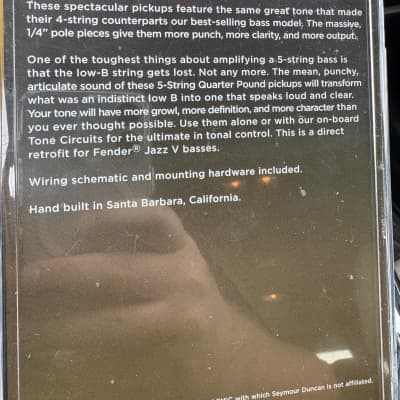 These spectacular pickups feature the same great tone that made
their 4-string counterparts our best-selling bass model. The massive,
1/4" pole pieces give them more punch, more clarity, and more output.
One of the toughest things about amplifying a 5-string bass is
that the low-B string gets lost. Not any more. The mean, punchy,
articulate sound of these 5-String Quarter Pound pickups will transform
what was an indistinct low B into one that speaks loud and clear.
Your tone will have more growl, more definition, and more character than
you ever thought possible. Use them alone or with our on-board
Tone Circuits for the ultimate in tonal control. This is a direct
retrofit for Fender® Jazz V basses.
Wiring schematic and mounting hardware included.
Hand built in Santa Barbara, California.
with which Seymour Duncan is not affiliated.